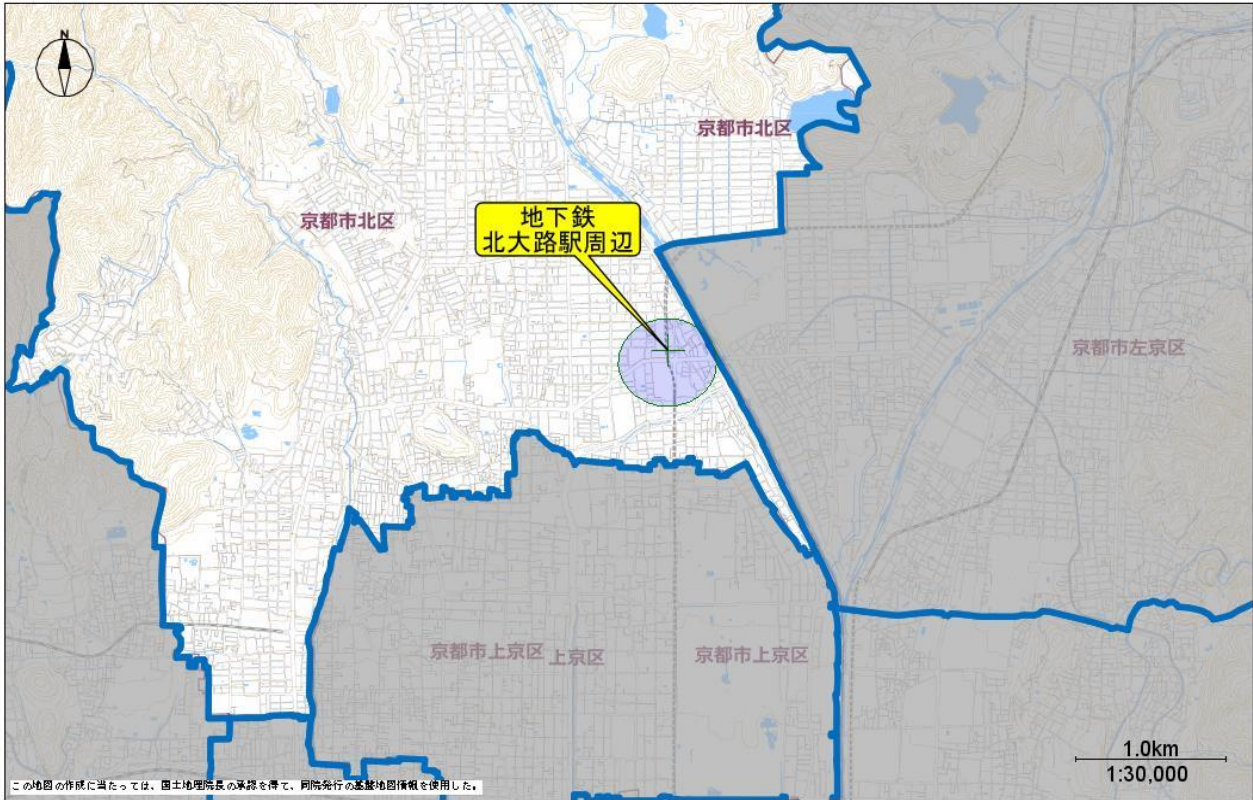 N
京都市北区
京都市北区
地下鉄
北大路駅周辺
京都市左京区
京都市上京区
上京区
京都市上京区
1.0km
1:30,000
この地図の作成に当たっては、国土地理院長の承認を得て、同院発行の基盤地図情報を使用した。